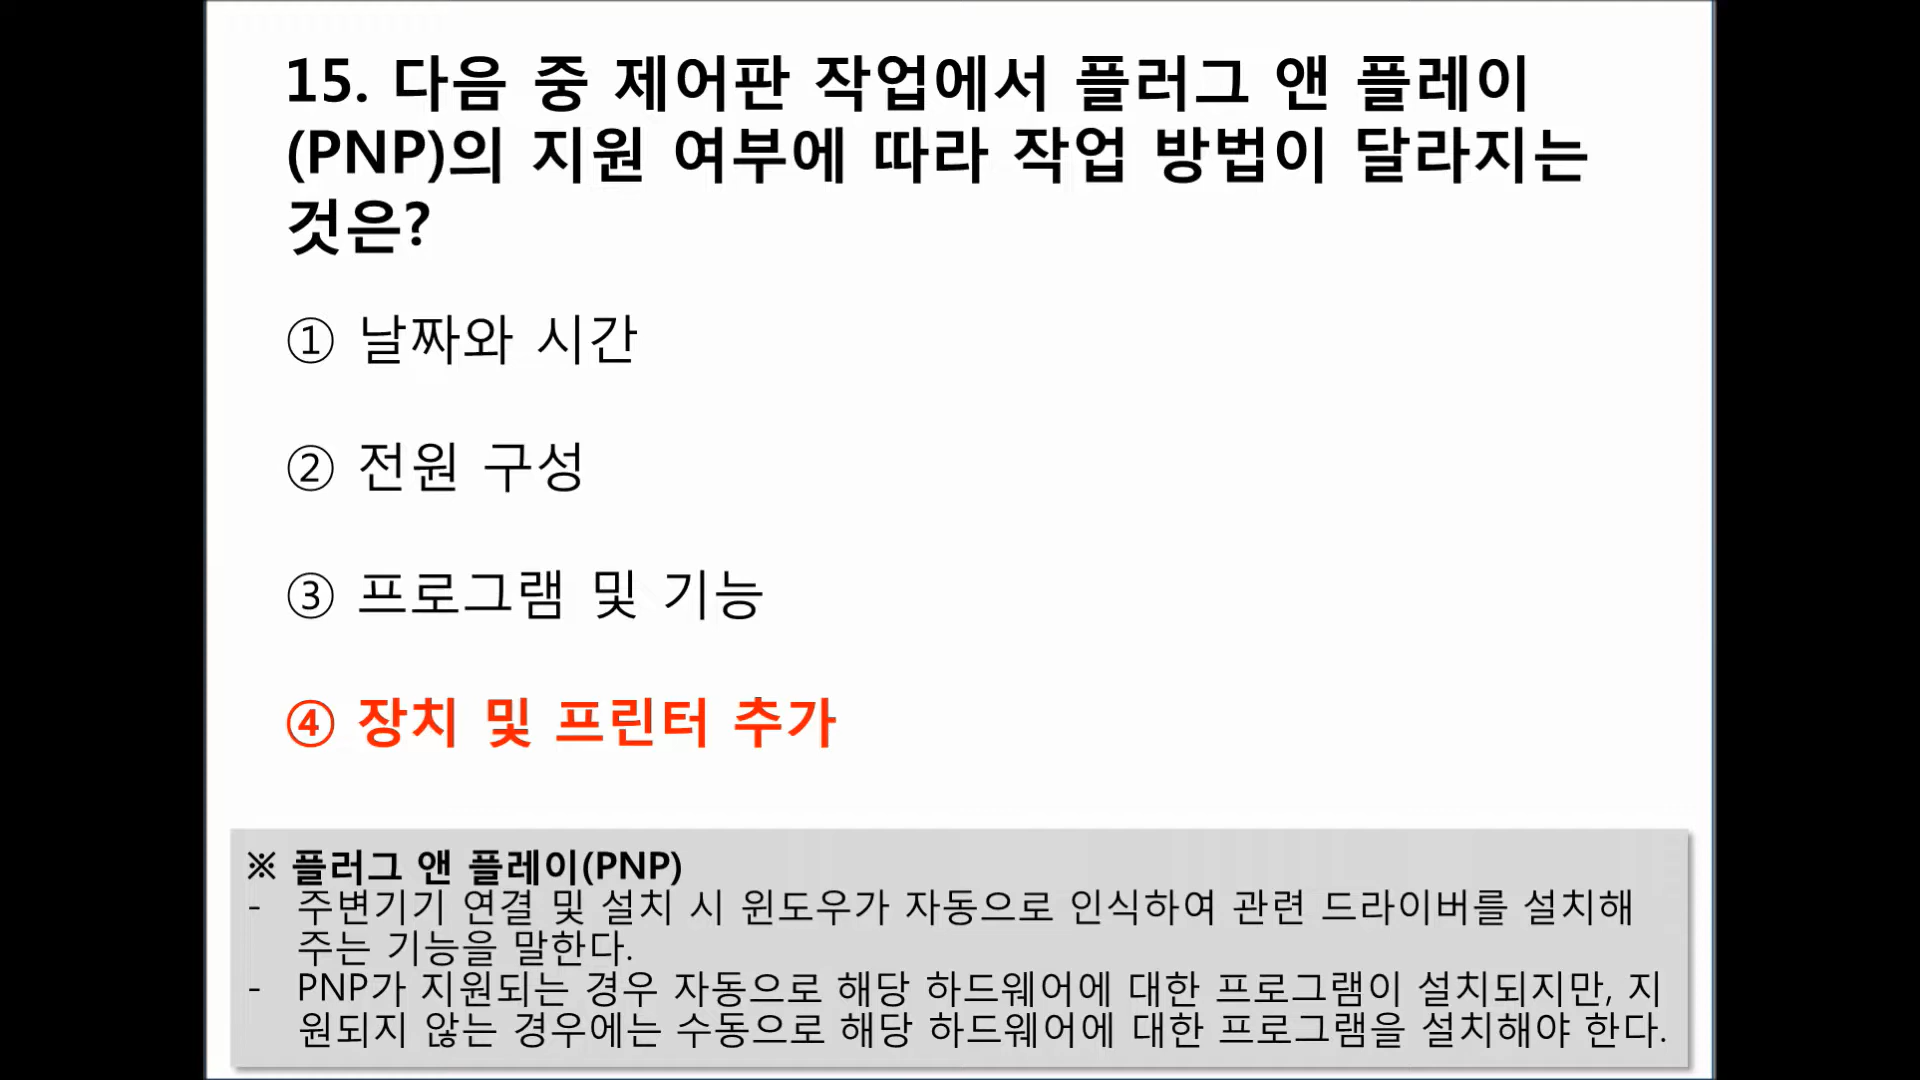 15. 다음 중 제어판 작업에서 플러그 앤 플레이
(PNP)의 지원 여부에 따라 작업 방법이 달라지는
것은?
① 날짜와 시간
② 전원 구성
③ 프로그램 및 기능
④ 장치 및 프린터 추가
※ 플러그 앤 플레이(PNP)
- 주변기기 연결 및 설치 시 윈도우가 자동으로 인식하여 관련 드라이버를 설치해
주는 기능을 말한다.
- PNP가 지원되는 경우 자동으로 해당 하드웨어에 대한 프로그램이 설치되지만, 지
원되지 않는 경우에는 수동으로 해당 하드웨어에 대한 프로그램을 설치해야 한다.